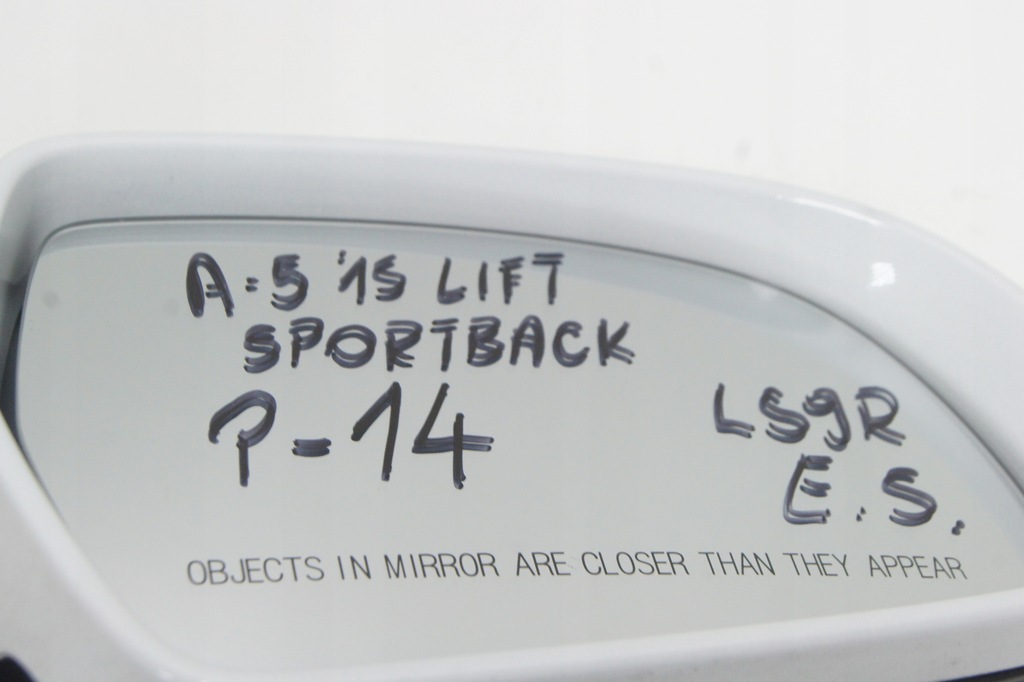 A-5 '15 LIFT
SPORTBACK
P-14
LS9R
E.S.
OBJECTS IN MIRROR ARE CLOSER THAN THEY APPEAR